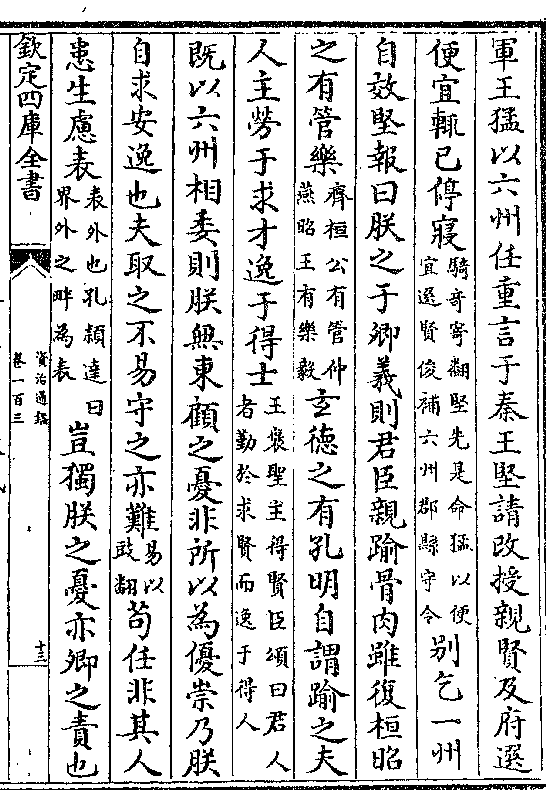 軍王猛以六州任重言于秦王堅請改授親賢及府選
便宜輒已停寢騎奇寄翻堅先是命猛以便宜選賢俊補六州郡縣守令別乞一州
自效堅報曰朕之于卿義則君臣親踰骨肉雖復桓昭
之有管樂齊桓公有管仲燕昭王有樂毅玄德之有孔明自謂踰之夫
人主勞于求才逸于得士王褒聖主得賢臣頌曰君人者勤於求賢而逸于得人
既以六州相委則朕無東顧之憂非所以為優崇乃朕
自求安逸也夫取之不易守之亦難易以豉翻苟任非其人
患生慮表表外也孔穎達曰界外之畔為表豈獨朕之憂亦卿之責也
欽定四庫全書
資治通鑑
卷一百三
十三